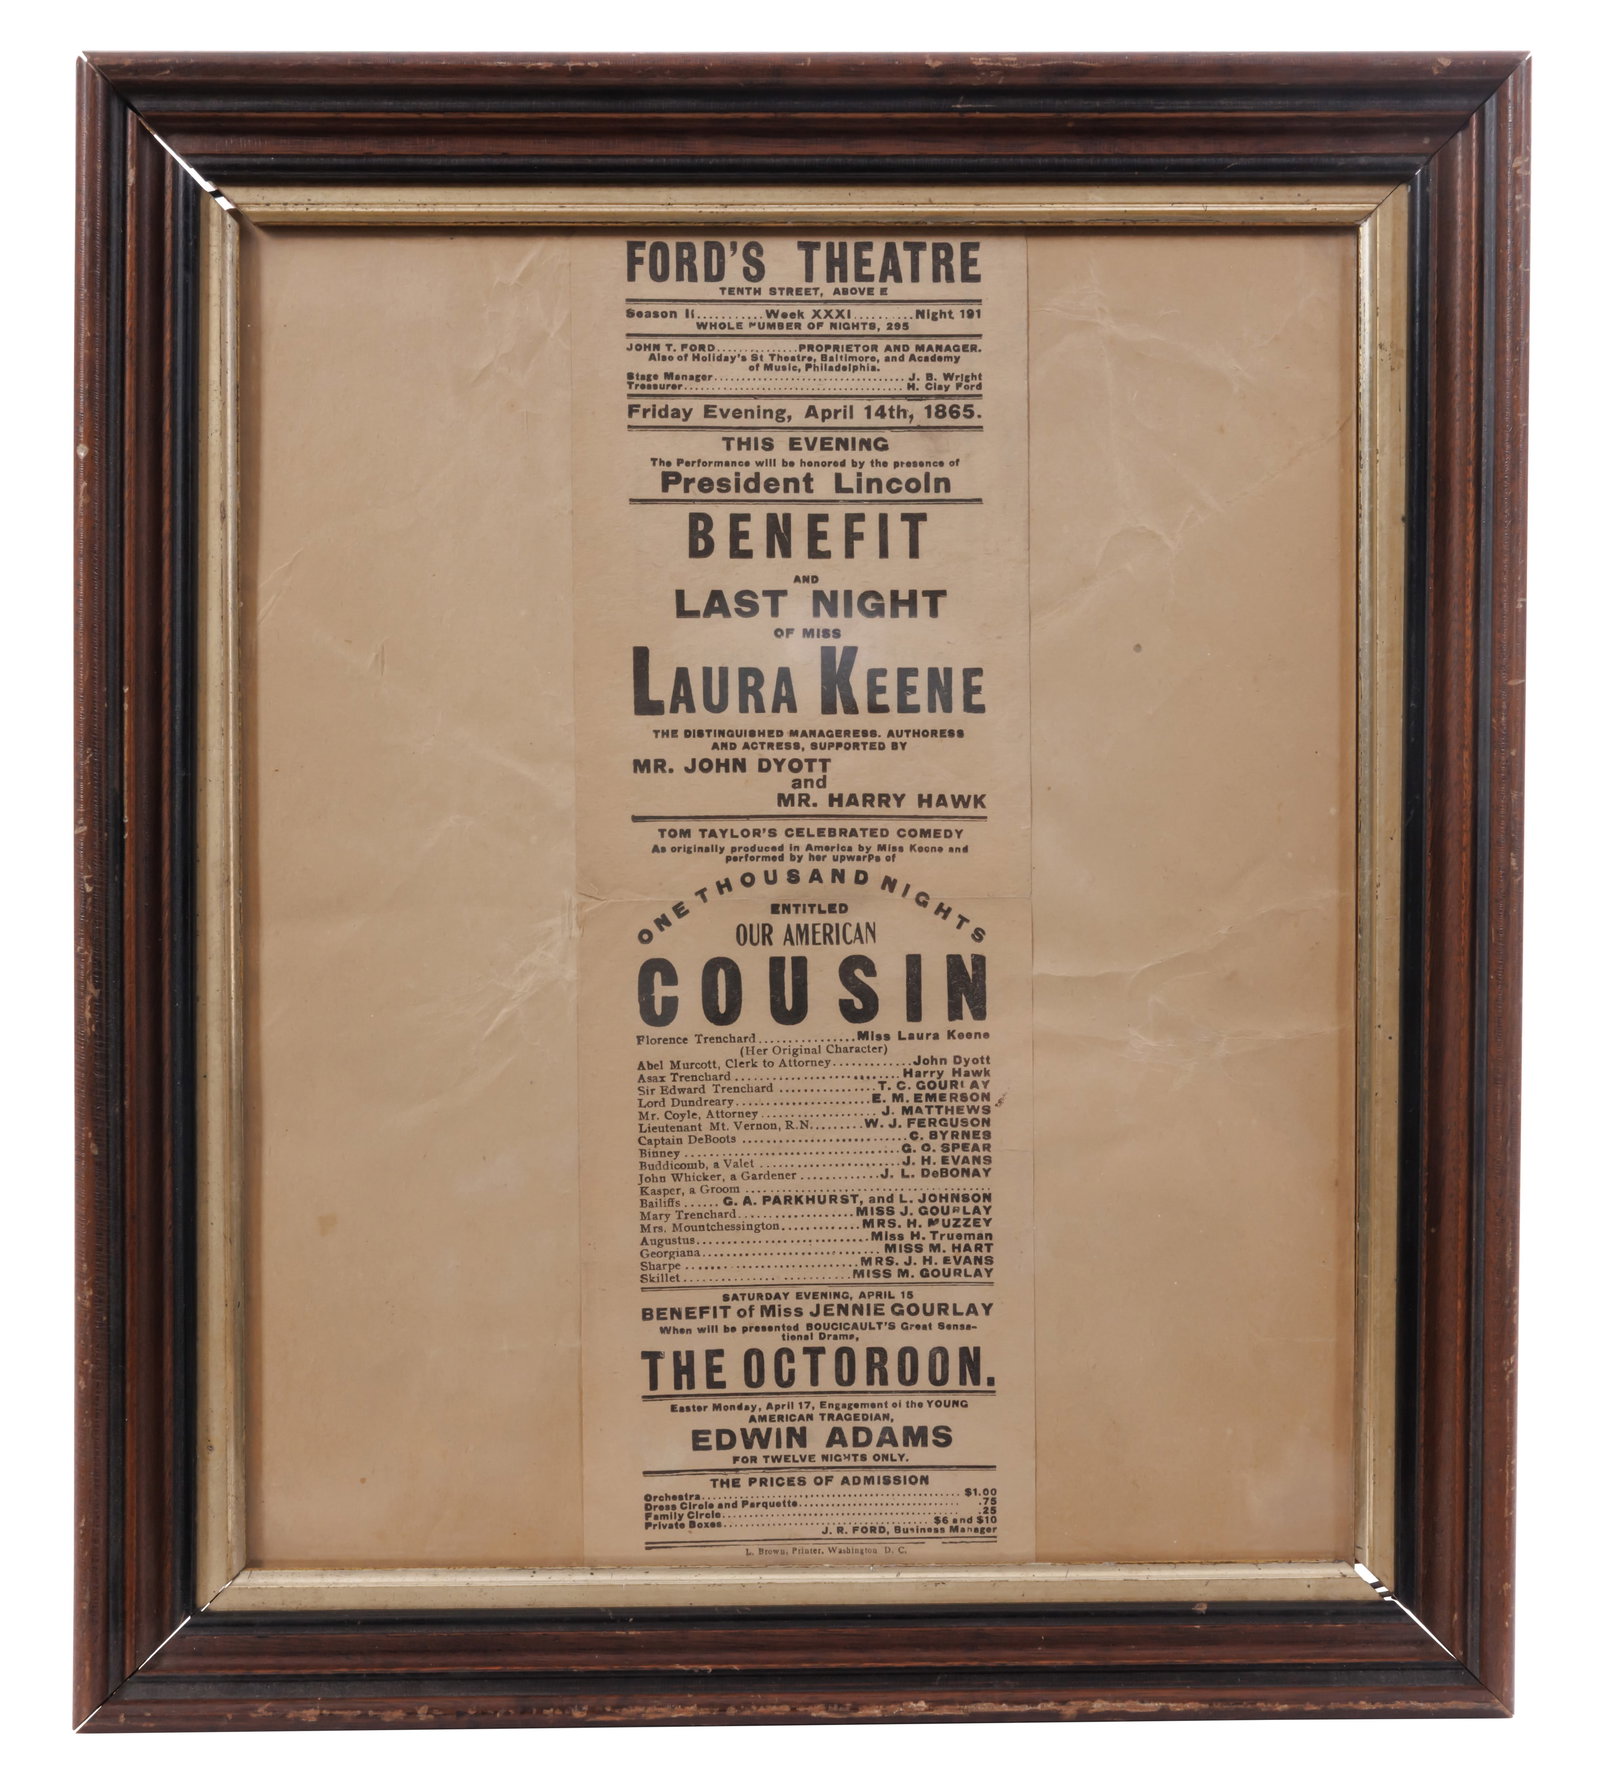 FORD'S THEATRE
TENTH STREET, ABOVE E
Season II..........Week XXXI.........Night 191
WHOLE NUMBER OF NIGHTS, 295
JOHN T. FORD.............PROPRIETOR AND MANAGER.
Also of Holiday's St Theatre, Baltimore, and Academy
of Music, Philadelphia.
Stage Manager................................J. B. Wright
Treasurer....................................H. Clay Ford
Friday Evening, April 14th, 1865.
THIS EVENING
The Performance will be honored by the presence of
President Lincoln
BENEFIT
AND
LAST NIGHT
OF MISS
LAURA KEENE
THE DISTINGUISHED MANAGERESS. AUTHORESS
AND ACTRESS, SUPPORTED BY
MR. JOHN DYOTT
and
MR. HARRY HAWK
TOM TAYLOR'S CELEBRATED COMEDY
As originally produced in America by Miss Keene and
performed by her upwarPs of
ONE THOUSAND NIGHTS
ENTITLED
OUR AMERICAN
COUSIN
Florence Trenchard................Miss Laura Keene
(Her Original Character)
Abel Murcott, Clerk to Attorney...........John Dyott
Asax Trenchard............................Harry Hawk
Sir Edward Trenchard................T. C. GOURLAY
Lord Dundreary.......................E. M. EMERSON
Mr. Coyle, Attorney...................J. MATTHEWS
Lieutenant Mt. Vernon, R.N.........W. J. FERGUSON
Captain DeBoots............................C. BYRNES
Binney....................................G. G. SPEAR
Buddicomb, a Valet.......................J. H. EVANS
John Whicker, a Gardener............J. L. DeBONAY
Kasper, a Groom....................................
Bailiffs......G. A. PARKHURST, and L. JOHNSON
Mary Trenchard....................MISS J. GOURLAY
Mrs. Mountchessington............MRS. H. MUZZEY
Augustus.............................Miss H. Trueman
Georgiana..............................MISS M. HART
Sharpe.............................MRS. J. H. EVANS
Skillet............................MISS M. GOURLAY
SATURDAY EVENING, APRIL 15
BENEFIT of Miss JENNIE GOURLAY
When will be presented BOUCICAULT'S Great Sensa-
tional Drama,
THE OCTOROON.
Easter Monday, April 17, Engagement of the YOUNG
AMERICAN TRAGEDIAN,
EDWIN ADAMS
FOR TWELVE NIGHTS ONLY.
THE PRICES OF ADMISSION
Orchestra..........................................$1.00
Dress Circle and Parquette..........................75
Family Circle.......................................25
Private Boxes..................................$6 and $10
J. R. FORD, Business Manager
L. Brown, Printer, Washington D. C.